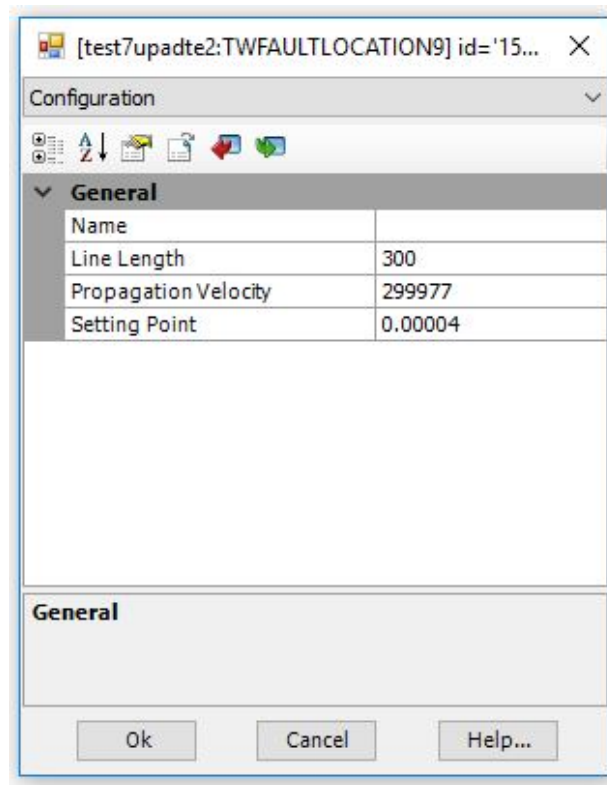 [test7upadte2:TWFAULTLOCATION9] id='15...
Configuration
General
Name
Line Length 300
Propagation Velocity 299977
Setting Point 0.00004
General
Ok Cancel Help...